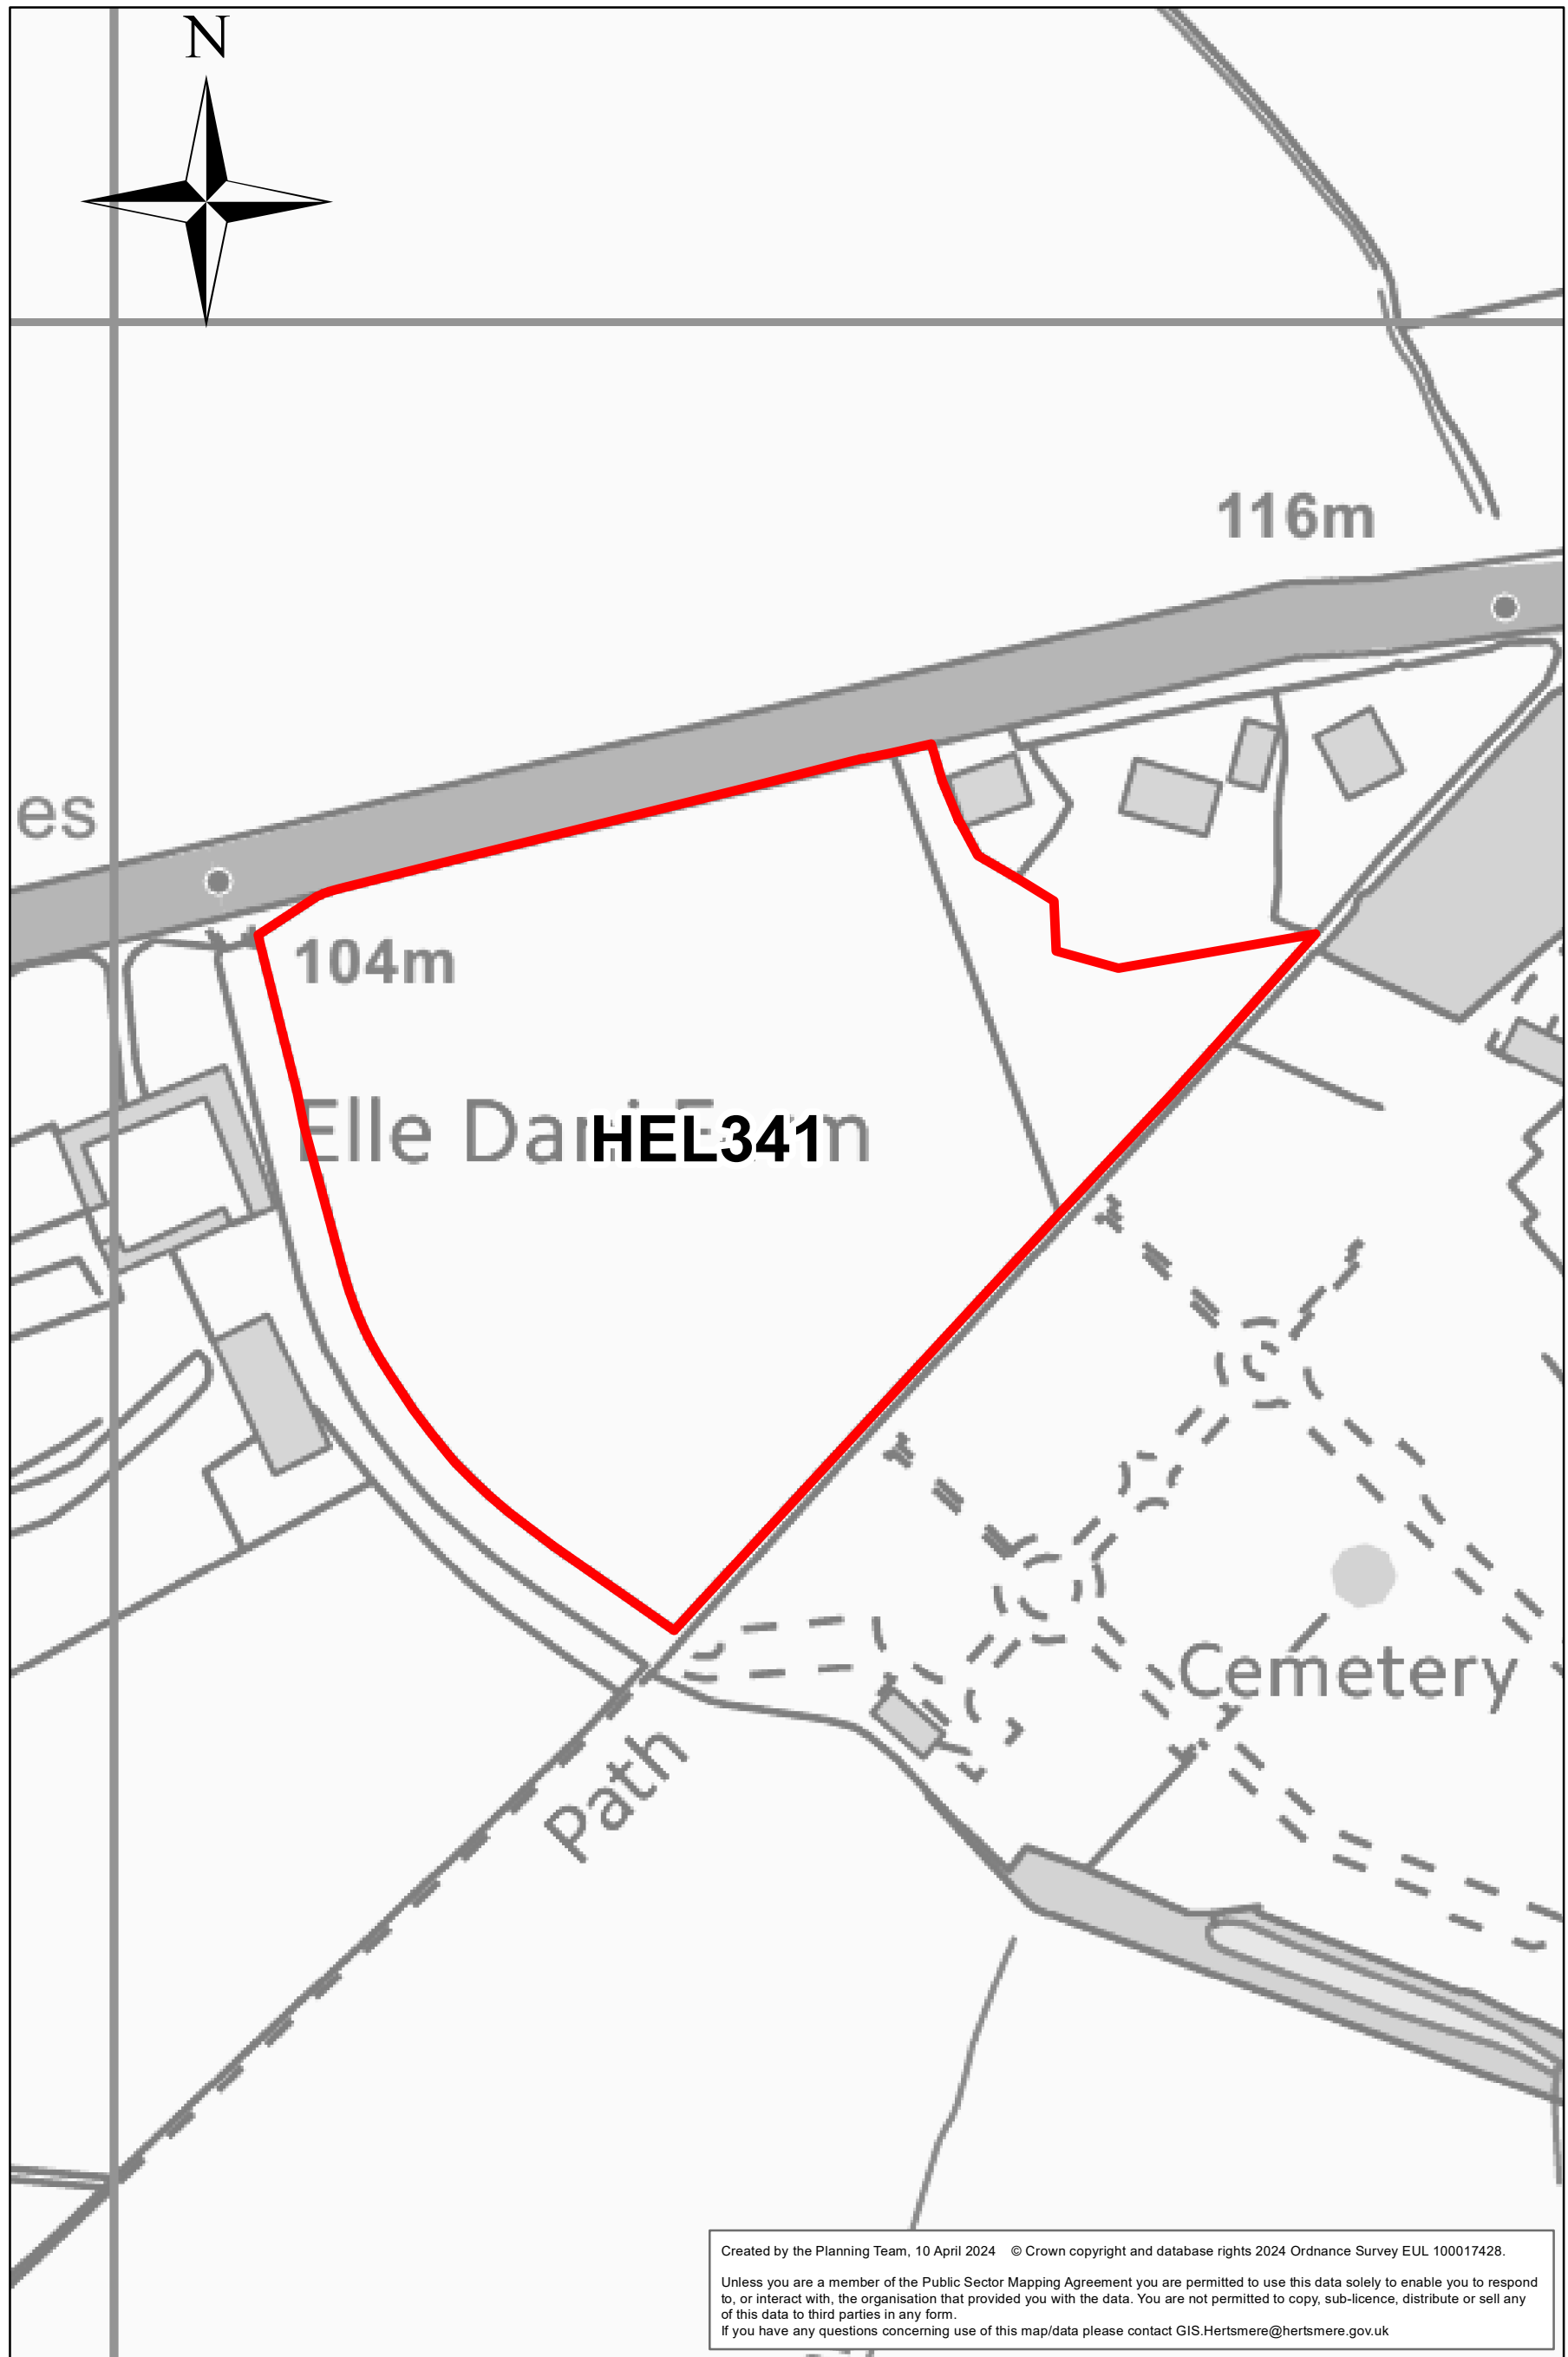 N
116m
es
104m
Elle
HEL341
Cemetery
Path
Created by the Planning Team, 10 April 2024 © Crown copyright and database rights 2024 Ordnance Survey EUL 100017428.
Unless you are a member of the Public Sector Mapping Agreement you are permitted to use this data solely to enable you to respond
to, or interact with, the organisation that provided you with the data. You are not permitted to copy, sub-licence, distribute or sell any
of this data to third parties in any form.
If you have any questions concerning use of this map/data please contact GIS.Hertsmere@hertsmere.gov.uk